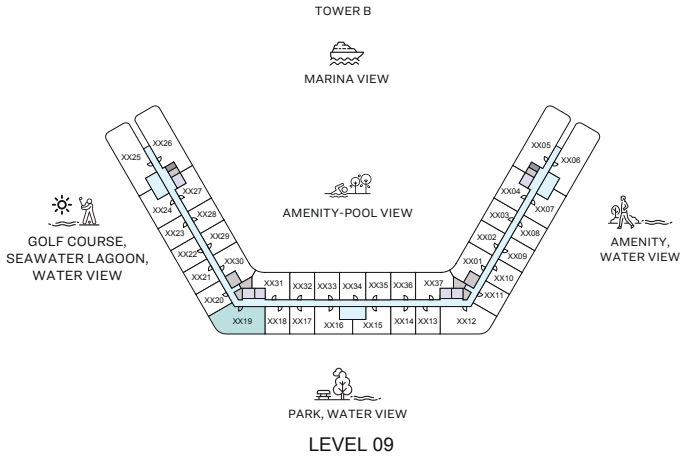 TOWER B
MARINA VIEW
XX26
XX25
XX05
XX06
XX27
XX04
XX24
XX28
XX03
XX07
AMENITY-POOL VIEW
XX23
XX29
XX02
XX08
GOLF COURSE,
SEAWATER LAGOON,
WATER VIEW
AMENITY,
WATER VIEW
XX22
XX30
XX01
XX09
XX21
XX31
XX32
XX33
XX34
XX35
XX36
XX37
XX10
XX20
XX11
XX19
XX18
XX17
XX16
XX15
XX14
XX13
XX12
PARK, WATER VIEW
LEVEL 09